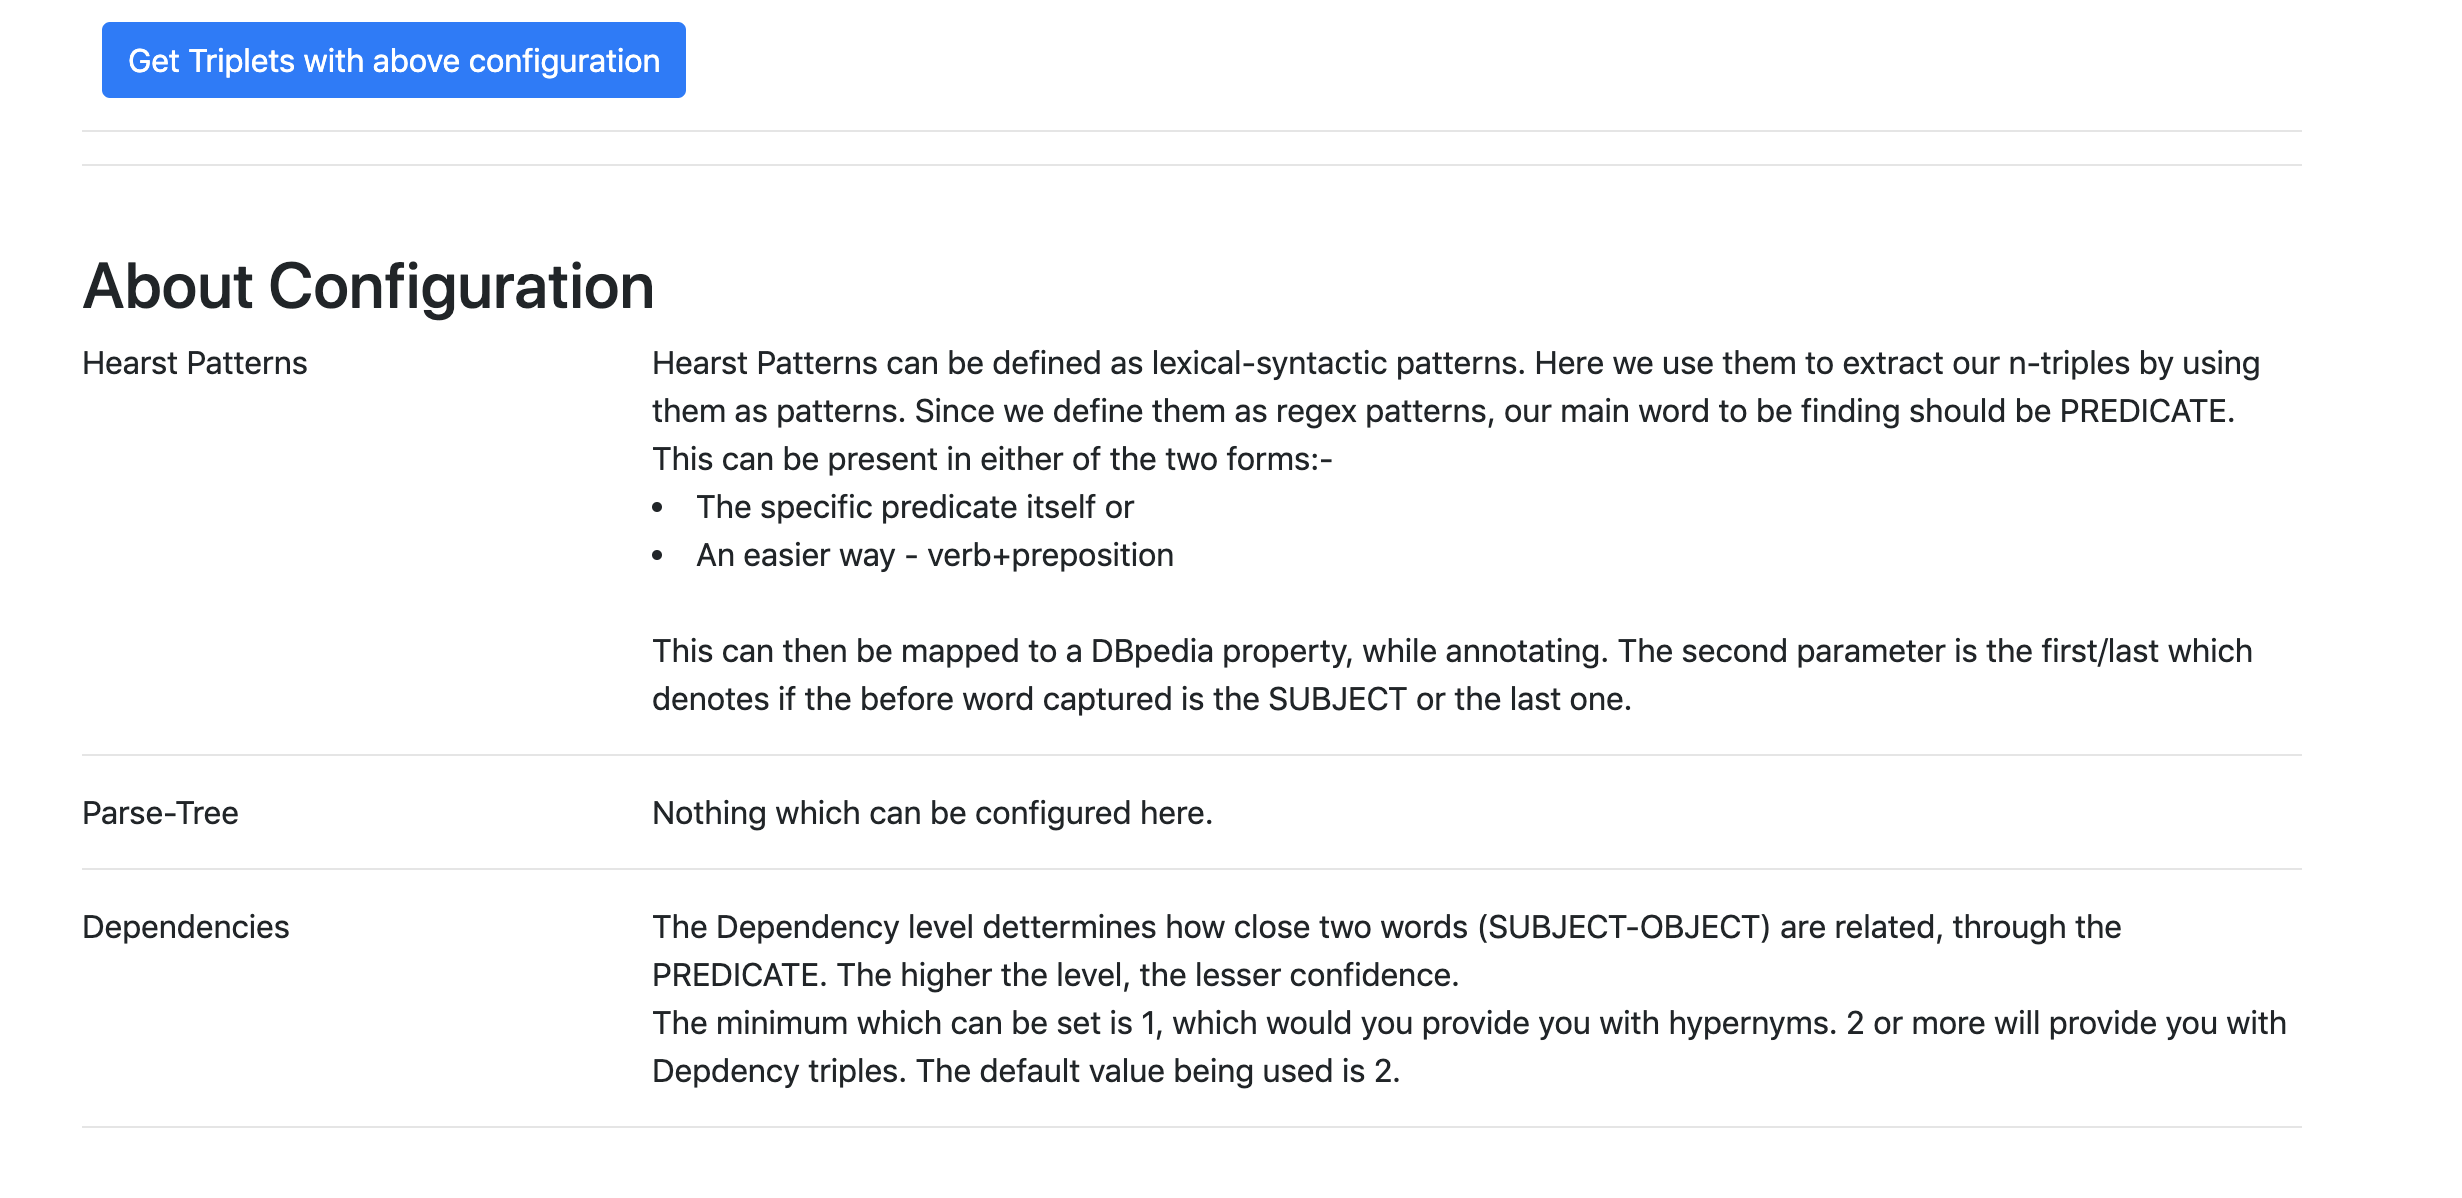 Get Triplets with above configuration
About Configuration
Hearst Patterns
Hearst Patterns can be defined as lexical-syntactic patterns. Here we use them to extract our n-triples by using
them as patterns. Since we define them as regex patterns, our main word to be finding should be PREDICATE.
This can be present in either of the two forms:-
• The specific predicate itself or
• An easier way - verb+preposition
This can then be mapped to a DBpedia property, while annotating. The second parameter is the first/last which
denotes if the before word captured is the SUBJECT or the last one.
Parse-Tree
Nothing which can be configured here.
Dependencies
The Dependency level dettermines how close two words (SUBJECT-OBJECT) are related, through the
PREDICATE. The higher the level, the lesser confidence.
The minimum which can be set is 1, which would you provide you with hypernyms. 2 or more will provide you with
Depdency triples. The default value being used is 2.